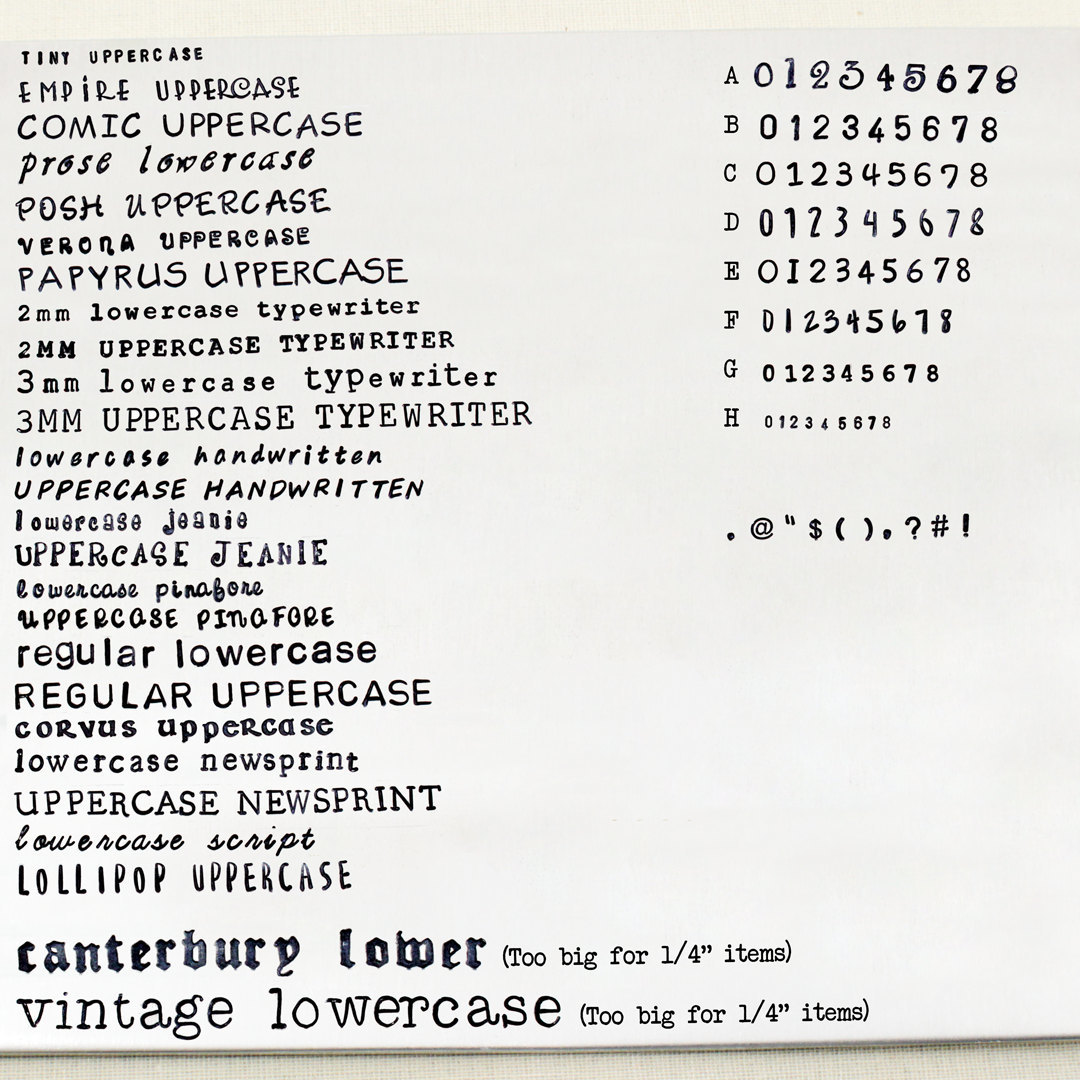 TINY UPPERCASE
EMPiRE UPPERCASE
COMIC UPPERCASE
prose lowercase
POSH UPPERCASE
VERONA UPPERCASE
PAPYRUS UPPERCASE
2mm lowercase typewriter
2MM UPPERCASE TYPEWRITER
3mm lowercase typewriter
3MM UPPERCASE TYPEWRITER
lowercase handwritten
UPPERCASE HANDWRITTEN
lowercase jeanie
UPPERCASE JEANIE
lowercase pinafore
UPPERCASE PINAFORE
regular lowercase
REGULAR UPPERCASE
corvus uppercase
lowercase newsprint
UPPERCASE NEWSPRINT
lowercase script
LOLLIPOP UPPERCASE
canterbury lower (Too big for 1/4” items)
vintage lowercase (Too big for 1/4” items)
A 012345678
B 012345678
C 012345678
D 012345678
E 012345678
F 012345678
G 012345678
H 012345678
. @ " $ ( ) . ? # !